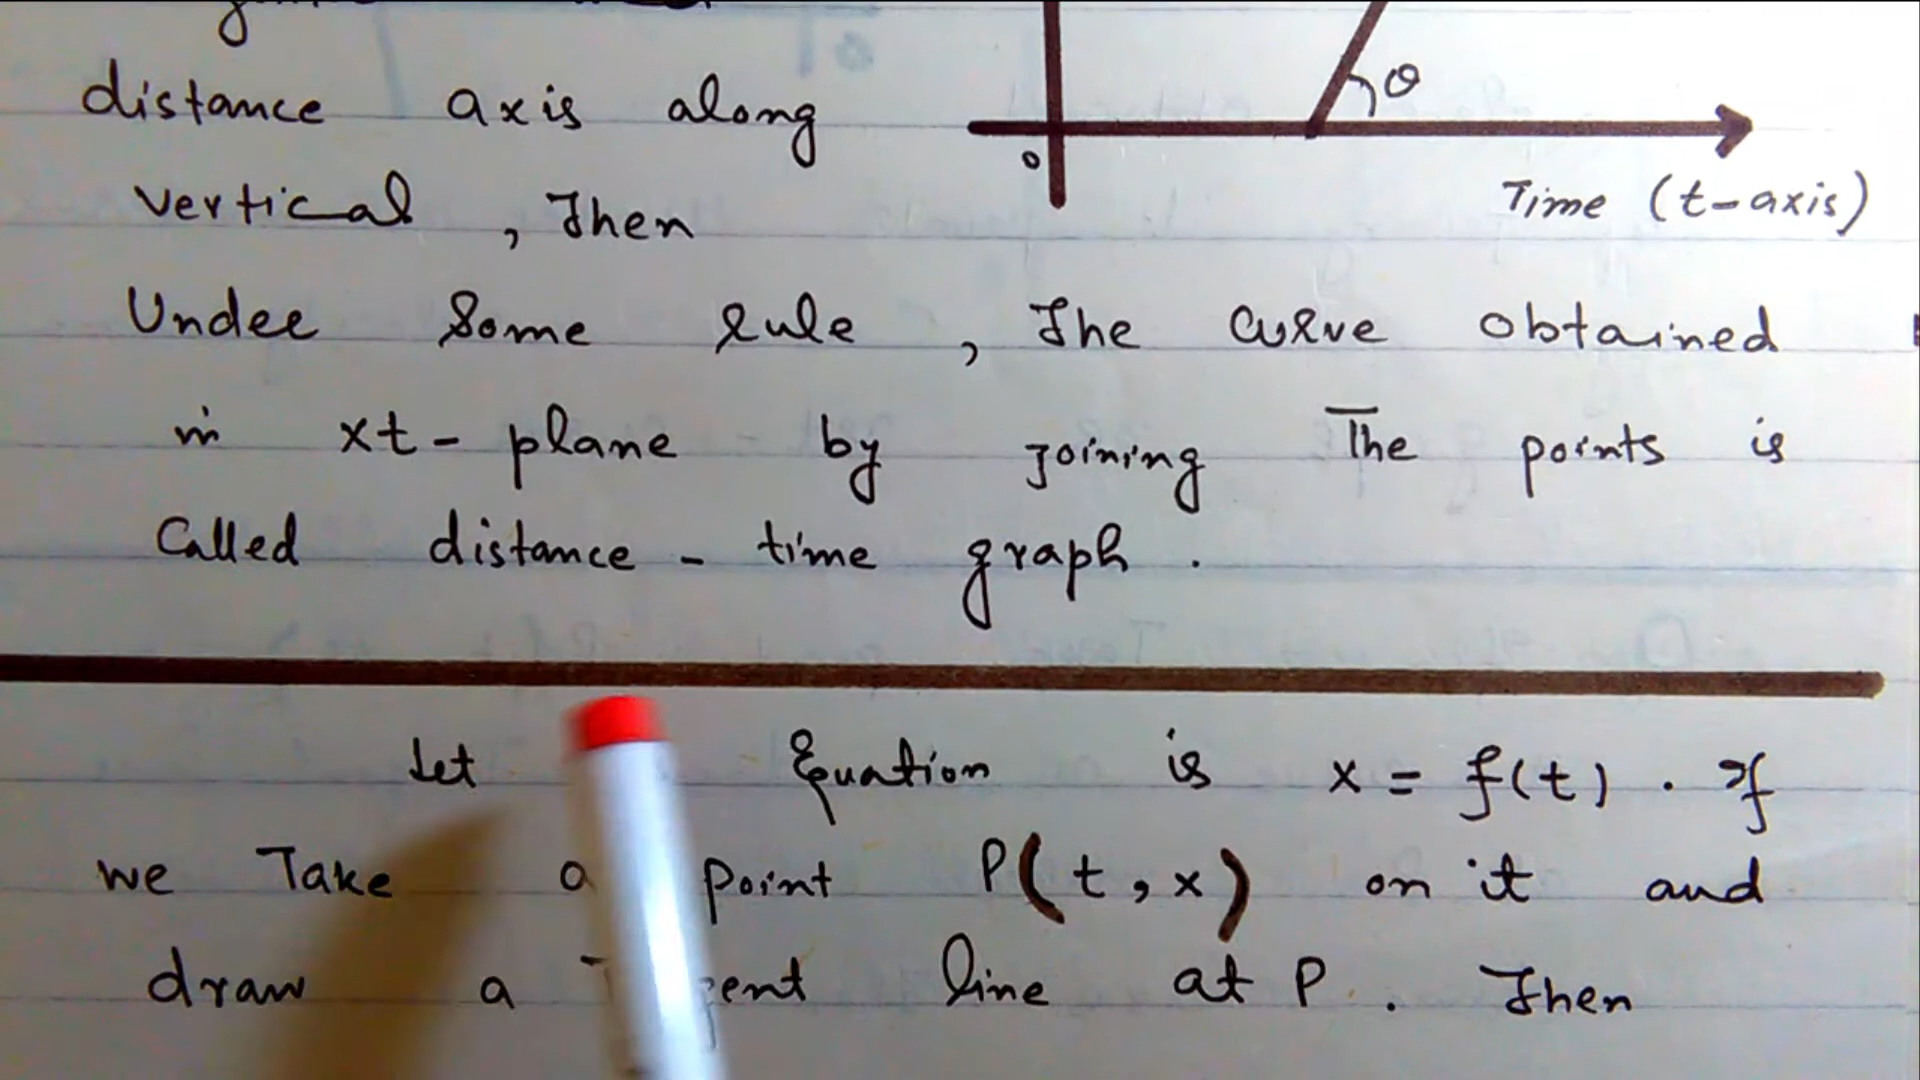 distance axis along
vertical, Then
Under some rule, The curve obtained
in xt-plane by joining The points is
Called distance-time graph.
Let Equation is x = f(t). If
we Take a point P(t, x) on it and
draw a line at P. Then
θ
o
Time (t-axis)